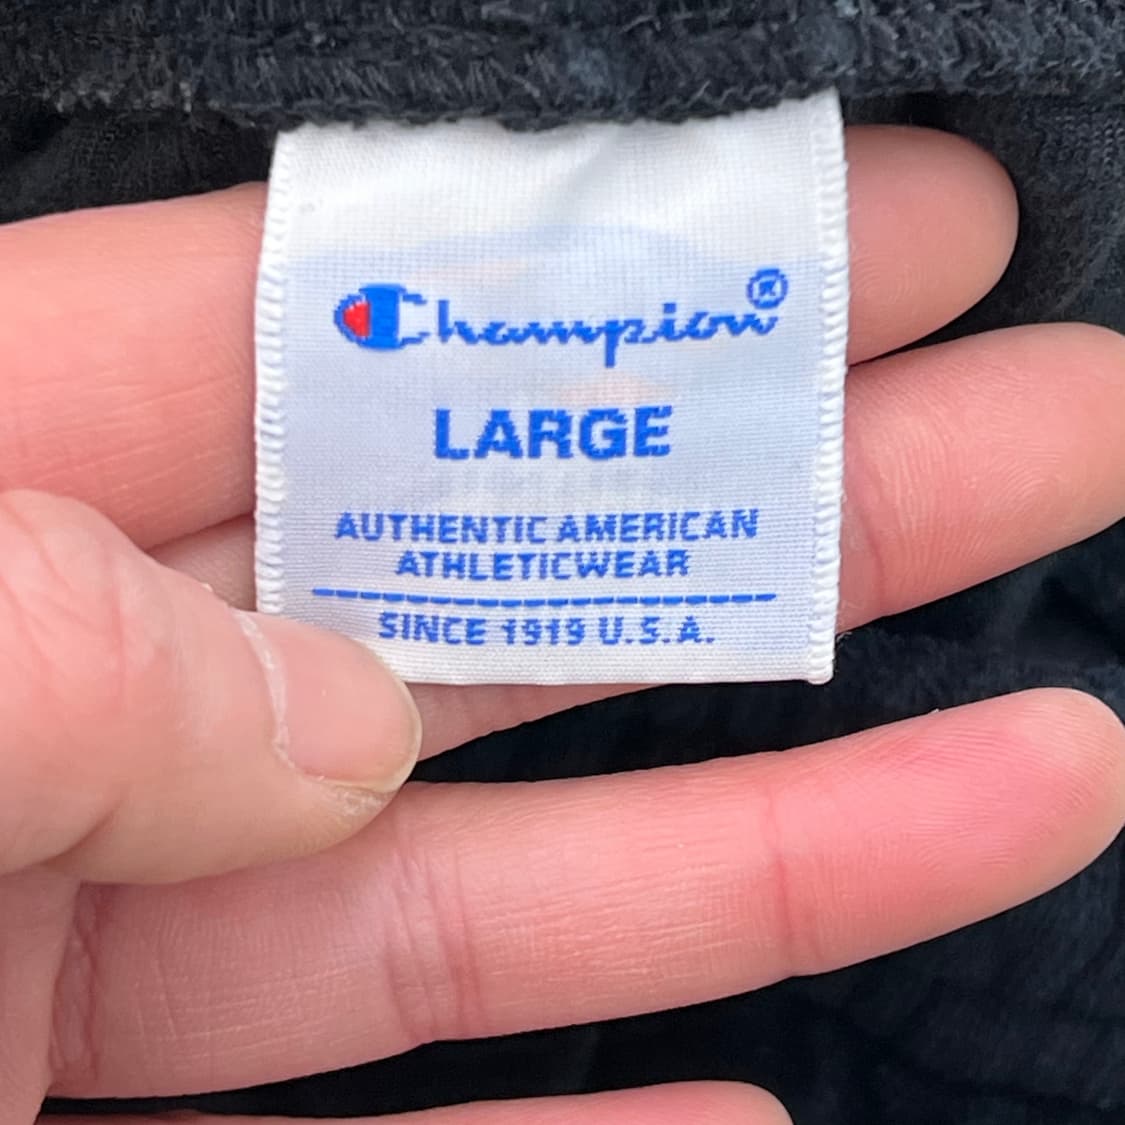 Champion®
LARGE
AUTHENTIC AMERICAN
ATHLETICWEAR
SINCE 1919 U.S.A.